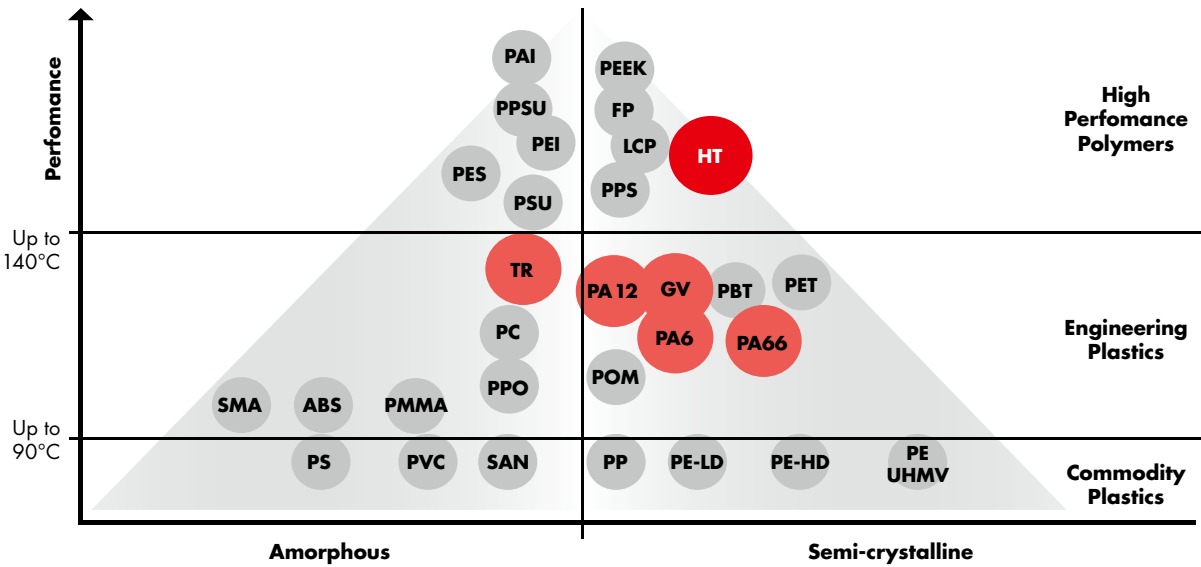 Perfomance
PAI
PEEK
High
Perfomance
Polymers
PPSU
FP
PEI
LCP
HT
PES
PPS
PSU
Up to
140°C
TR
PA 12
GV
PBT
PET
PC
PA6
PA66
Engineering
Plastics
PPO
POM
SMA
ABS
PMMA
Up to
90°C
PS
PVC
SAN
PP
PE-LD
PE-HD
PE
UHMV
Commodity
Plastics
Amorphous
Semi-crystalline